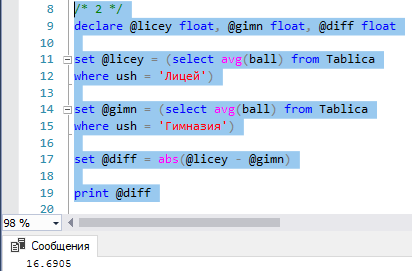 8 /* 2 */
9 declare @licey float, @gimn float, @diff float
10
11 set @licey = (select avg(ball) from Tablica
12 where ush = 'Лицей')
13
14 set @gimn = (select avg(ball) from Tablica
15 where ush = 'Гимназия')
16
17 set @diff = abs(@licey - @gimn)
18
19 print @diff
20
98 %
Сообщения
16.6905